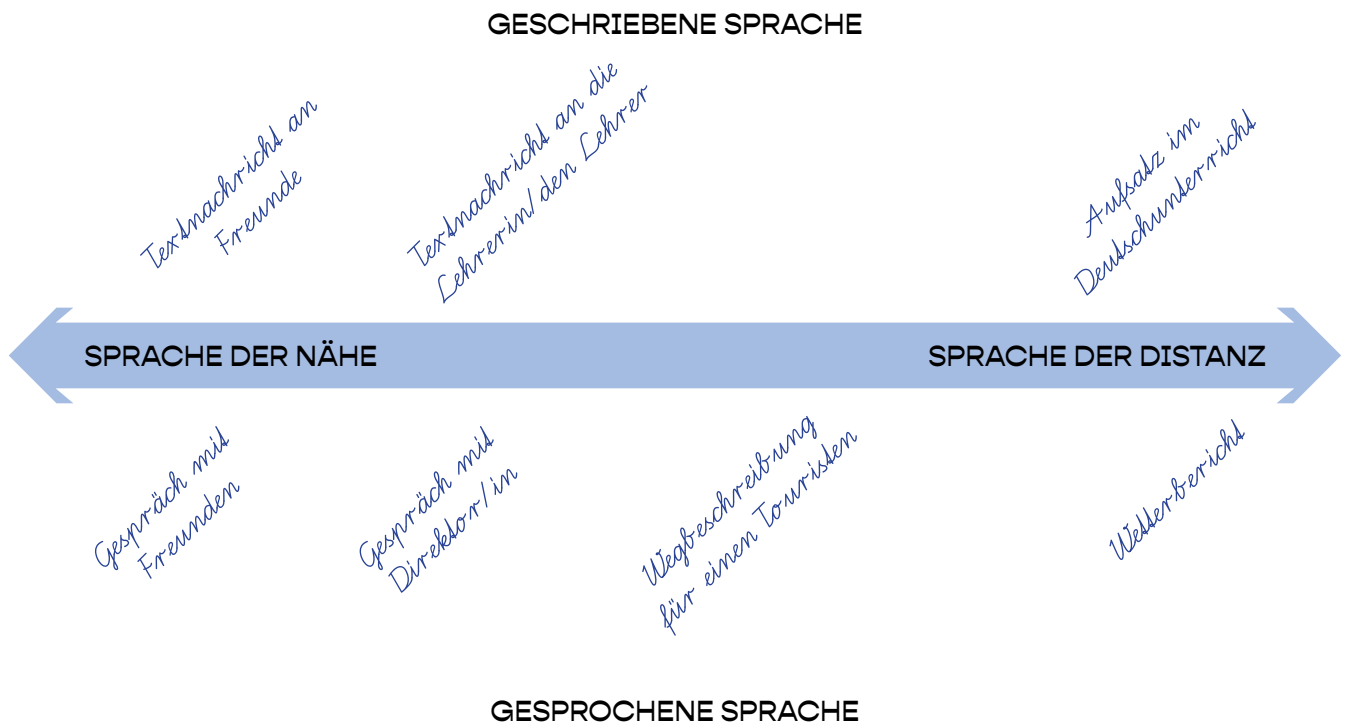 GESCHRIEBENE SPRACHE
Textnachricht an
Freunde
Textnachricht an die
Lehrerin/den Lehrer
Aufsatz im
Deutschunterricht
SPRACHE DER NÄHE
SPRACHE DER DISTANZ
Gespräch mit
Freunden
Gespräch mit
Direktor/in
Wegbeschreibung
für einen Touristen
Wetterbericht
GESPROCHENE SPRACHE